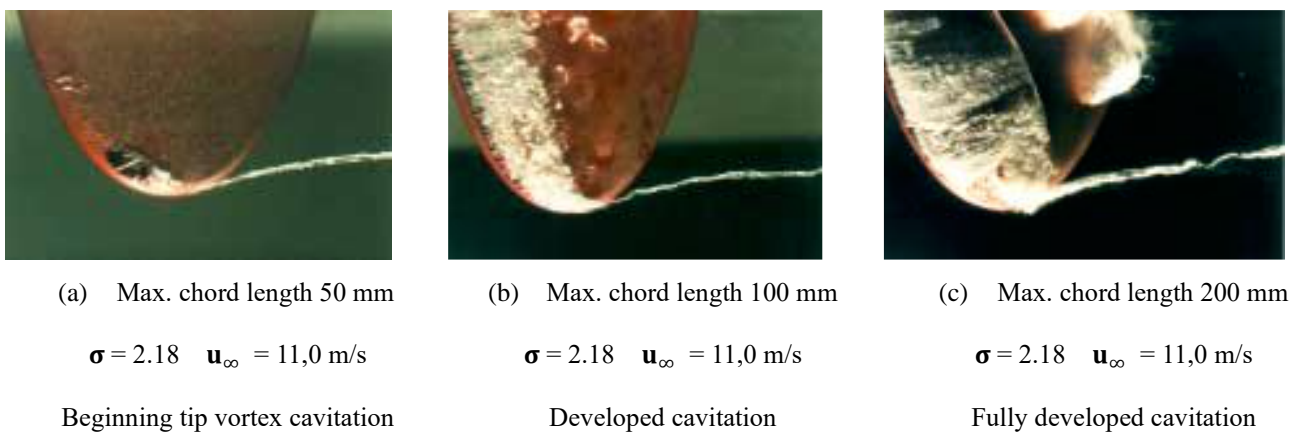 (a) Max. chord length 50 mm
(b) Max. chord length 100 mm
(c) Max. chord length 200 mm
σ = 2.18 u∞ = 11,0 m/s
σ = 2.18 u∞ = 11,0 m/s
σ = 2.18 u∞ = 11,0 m/s
Beginning tip vortex cavitation
Developed cavitation
Fully developed cavitation